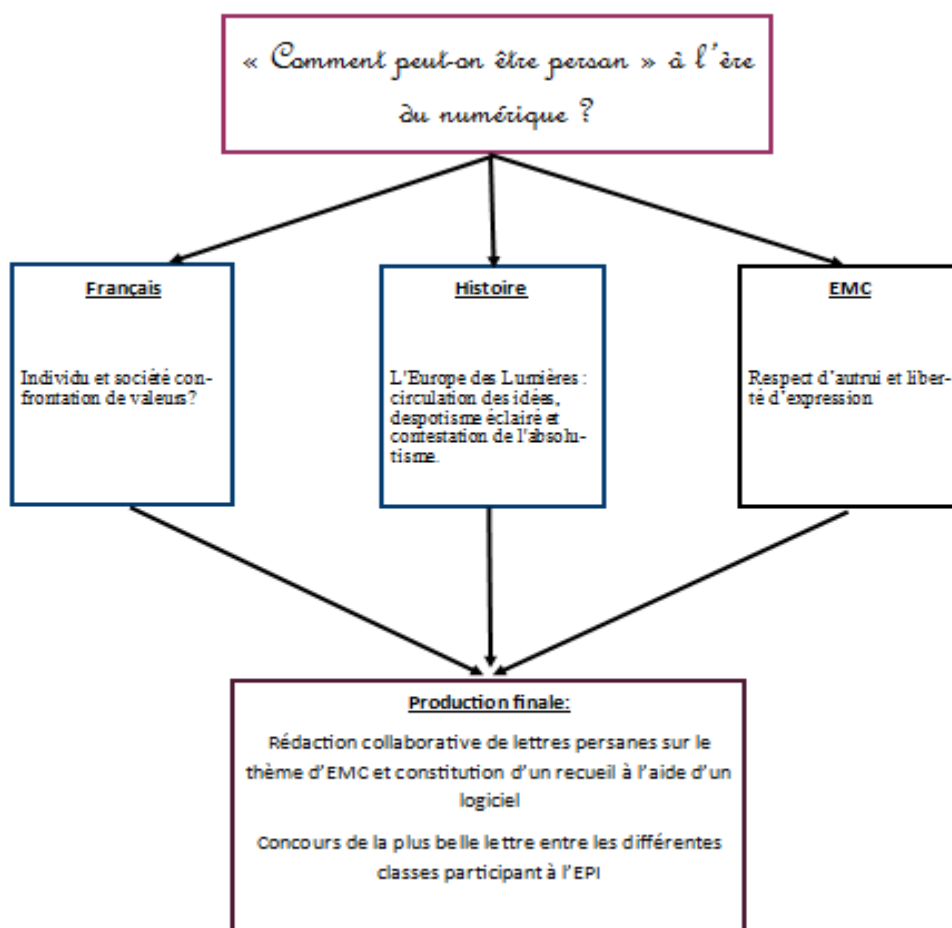 « Comment peut-on être persan » à l'ère
du numérique ?
Français
Individu et société con-
frontation de valeurs?
Histoire
L'Europe des Lumières :
circulation des idées,
despotisme éclairé et
contestation de l'absolu-
tisme.
EMC
Respect d'autrui et liber-
té d'expression
Production finale:
Rédaction collaborative de lettres persanes sur le
thème d'EMC et constitution d'un recueil à l'aide d'un
logiciel
Concours de la plus belle lettre entre les différentes
classes participant à l'EPI